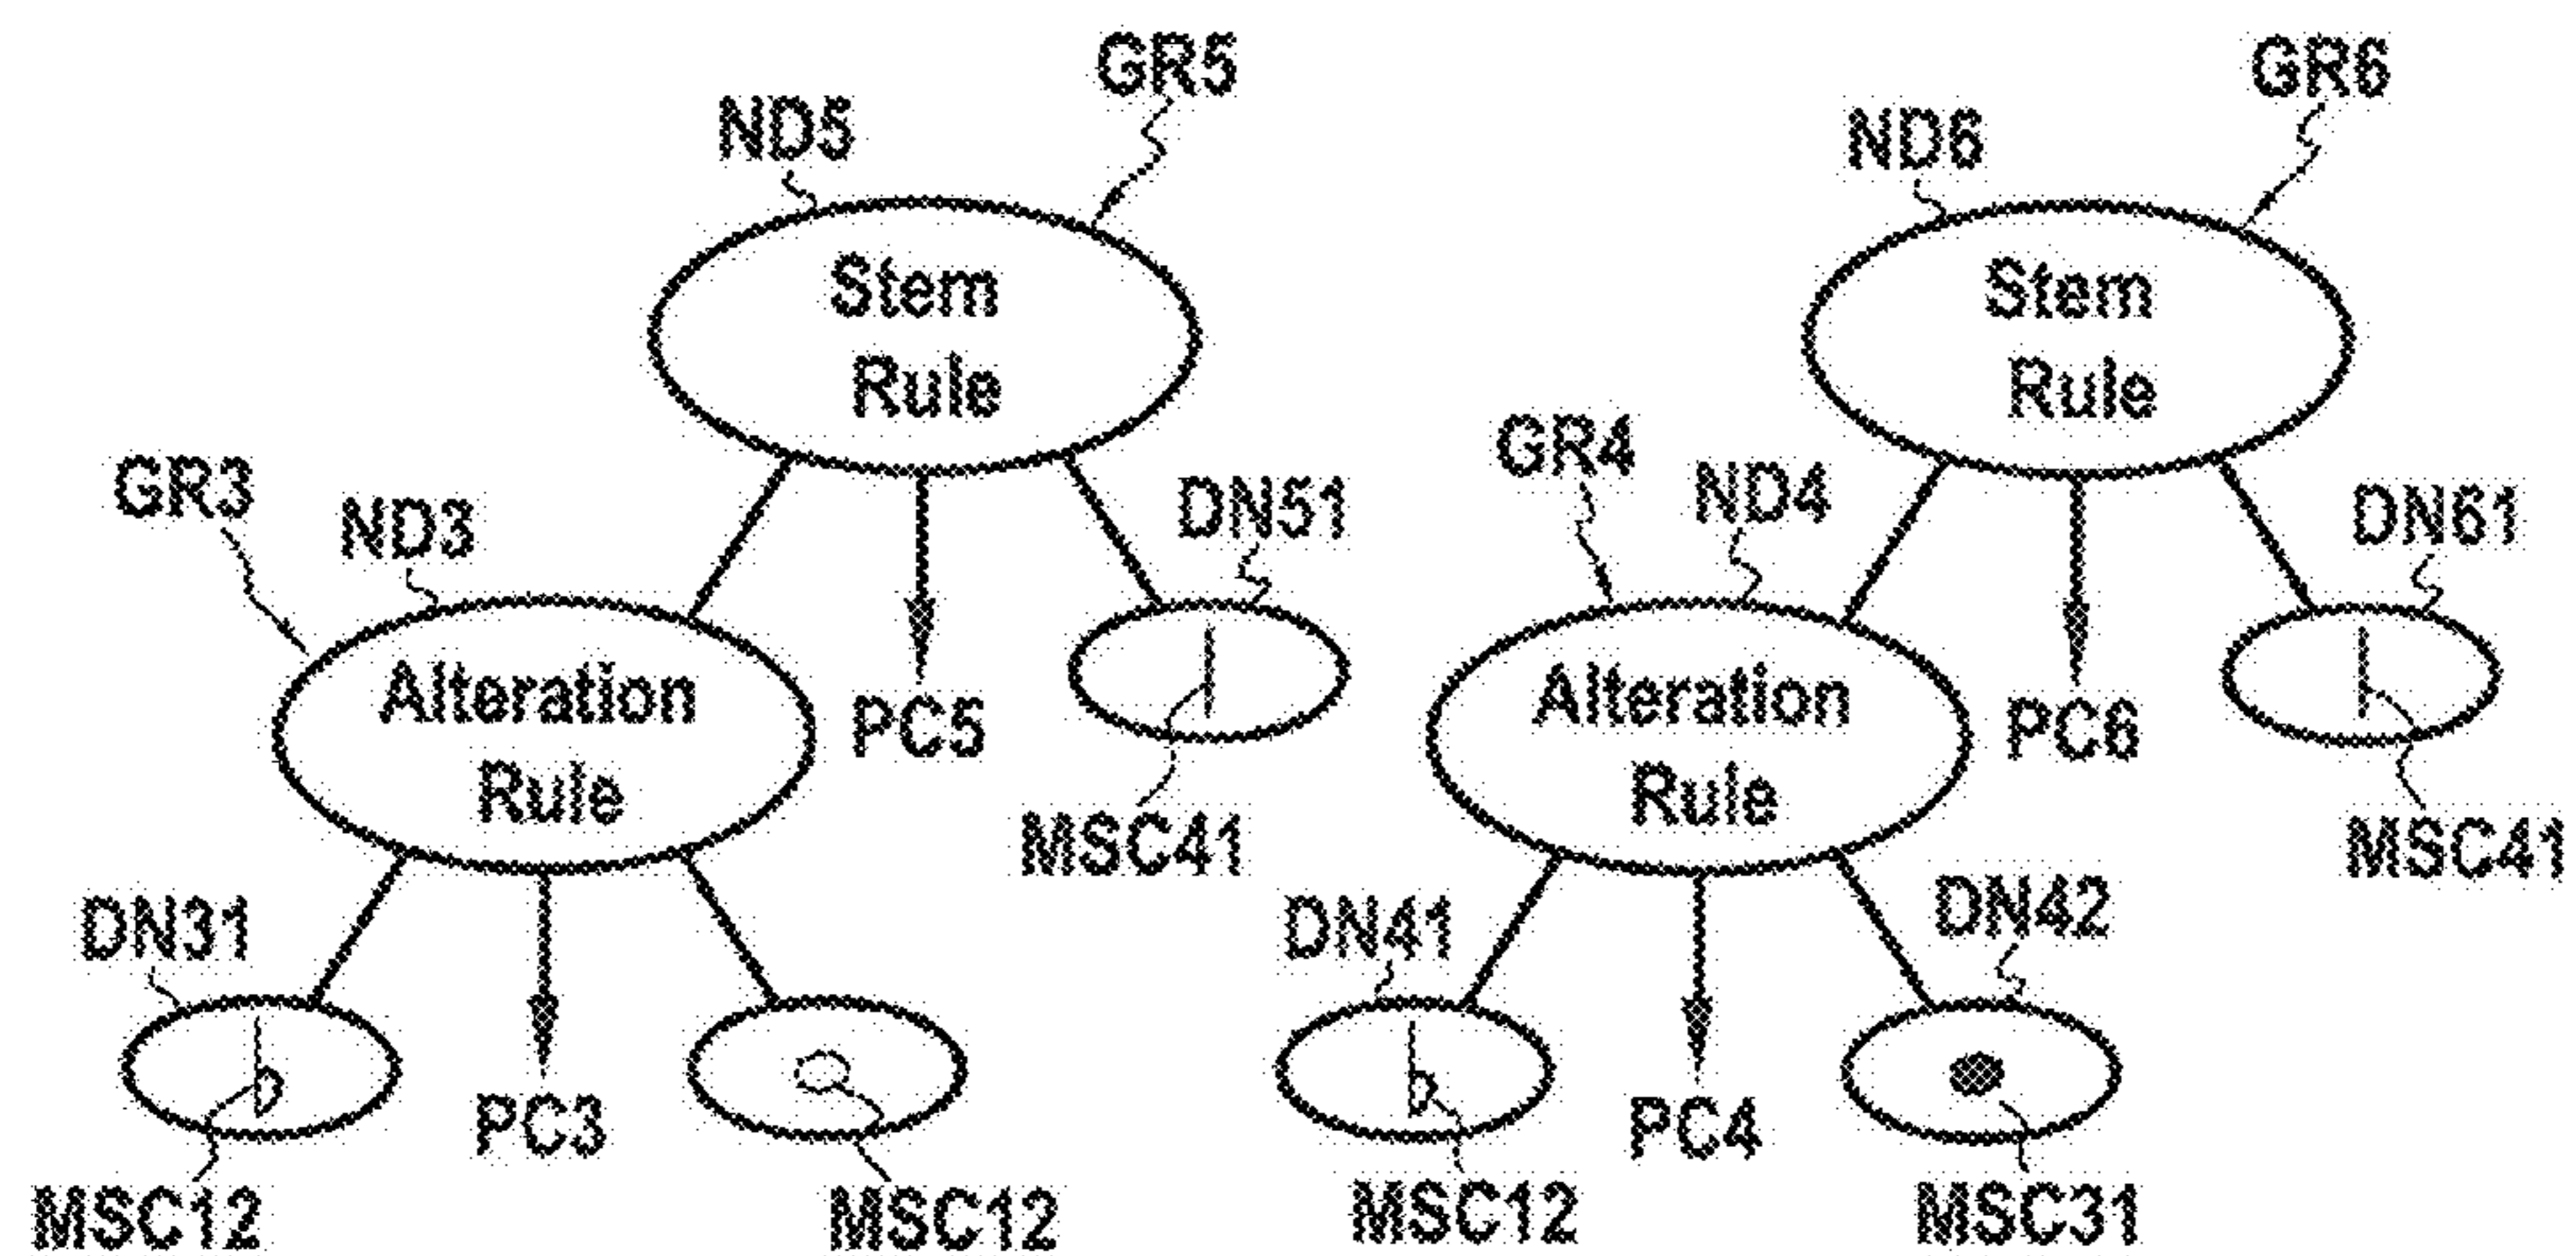 GR5
ND5
Stem
Rule
GR3
ND3
DN51
Alteration
Rule
PC5
MSC41
DN31
PC3
MSC12
MSC12
GR6
ND6
Stem
Rule
GR4
ND4
DN61
Alteration
Rule
PC6
MSC41
DN41
DN42
PC4
MSC12
MSC31